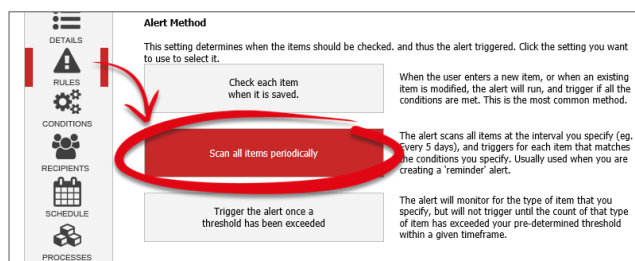 DETAILS
RULES
CONDITIONS
RECIPIENTS
SCHEDULE
PROCESSES
Alert Method
This setting determines when the items should be checked. and thus the alert triggered. Click the setting you want
to use to select it.
Check each item
when it is saved.
When the user enters a new item, or when an existing
item is modified, the alert will run, and trigger if all the
conditions are met. This is the most common method.
Scan all items periodically
The alert scans all items at the interval you specify (eg.
Every 5 days), and triggers for each item that matches
the conditions you specify. Usually used when you are
creating a 'reminder' alert.
Trigger the alert once a
threshold has been exceeded
The alert will monitor for the type of item that you
specify, but will not trigger until the count of that type
of item has exceeded your pre-determined threshold
within a given timeframe.